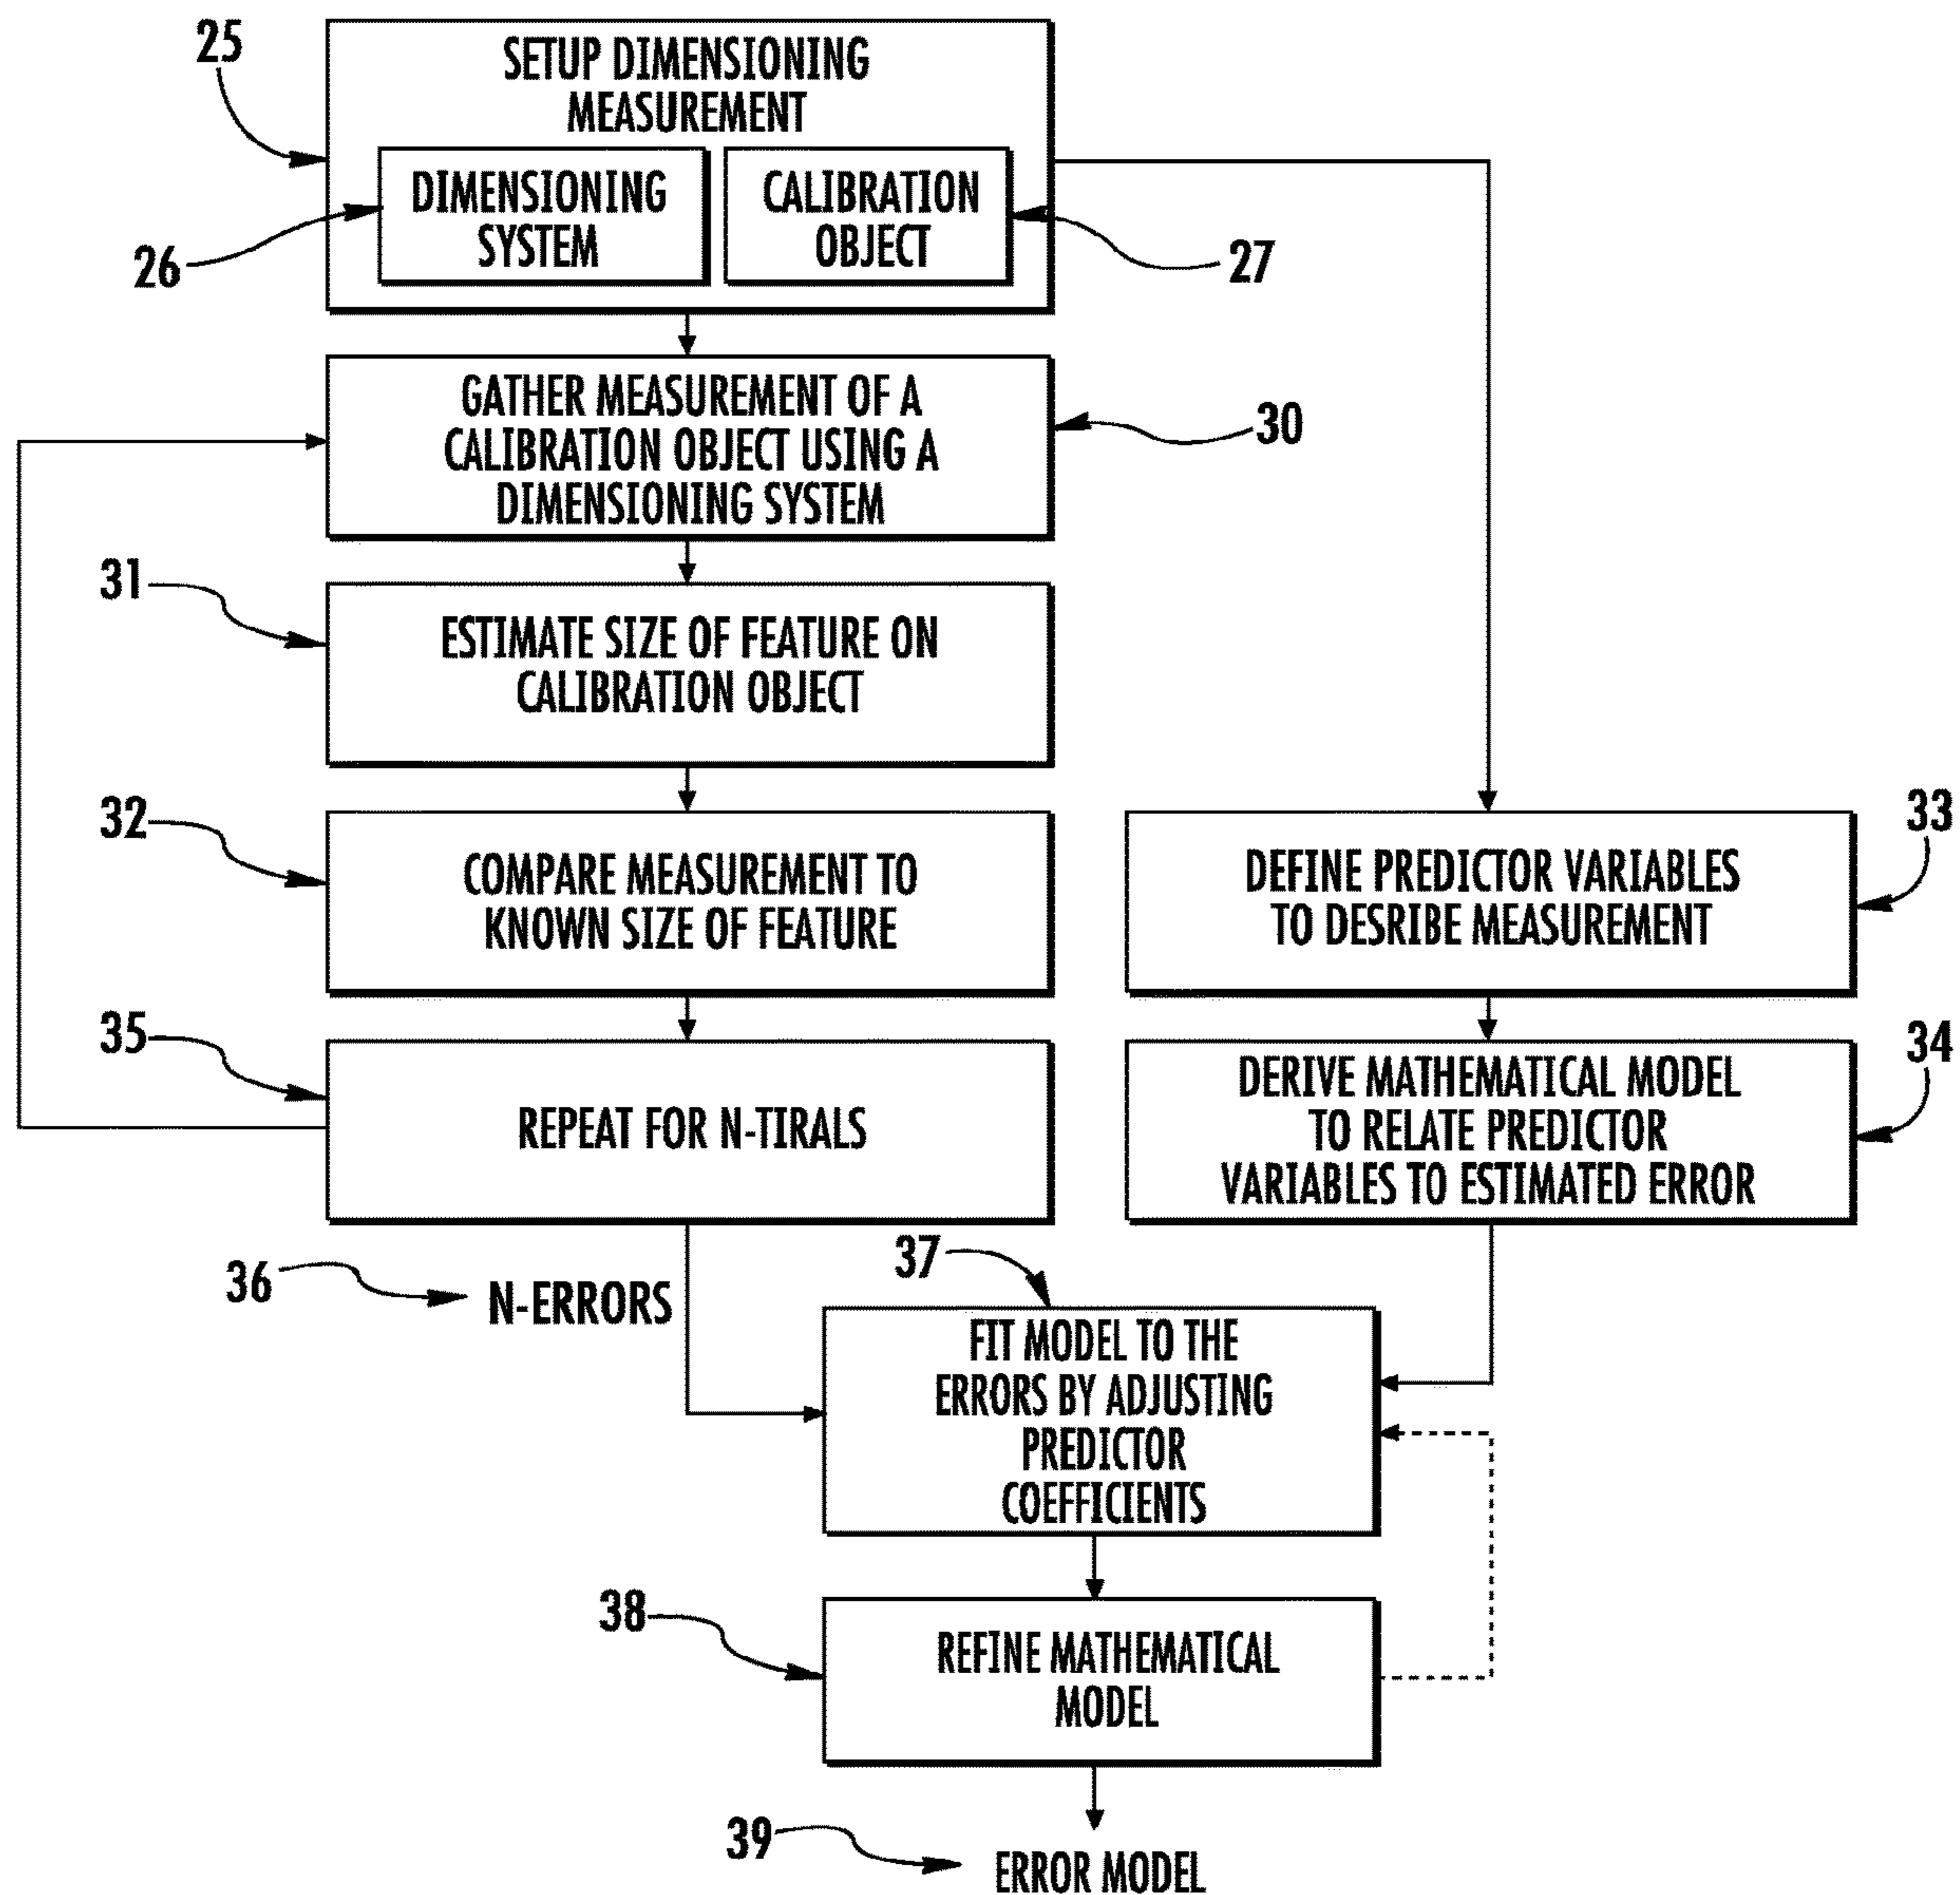 25
SETUP DIMENSIONING
MEASUREMENT
DIMENSIONING
SYSTEM
CALIBRATION
OBJECT
26
27
GATHER MEASUREMENT OF A
CALIBRATION OBJECT USING A
DIMENSIONING SYSTEM
30
31
ESTIMATE SIZE OF FEATURE ON
CALIBRATION OBJECT
32
COMPARE MEASUREMENT TO
KNOWN SIZE OF FEATURE
33
DEFINE PREDICTOR VARIABLES
TO DESRIBE MEASUREMENT
35
REPEAT FOR N-TIRALS
34
DERIVE MATHEMATICAL MODEL
TO RELATE PREDICTOR
VARIABLES TO ESTIMATED ERROR
36
N-ERRORS
37
FIT MODEL TO THE
ERRORS BY ADJUSTING
PREDICTOR
COEFFICIENTS
38
REFINE MATHEMATICAL
MODEL
39
ERROR MODEL